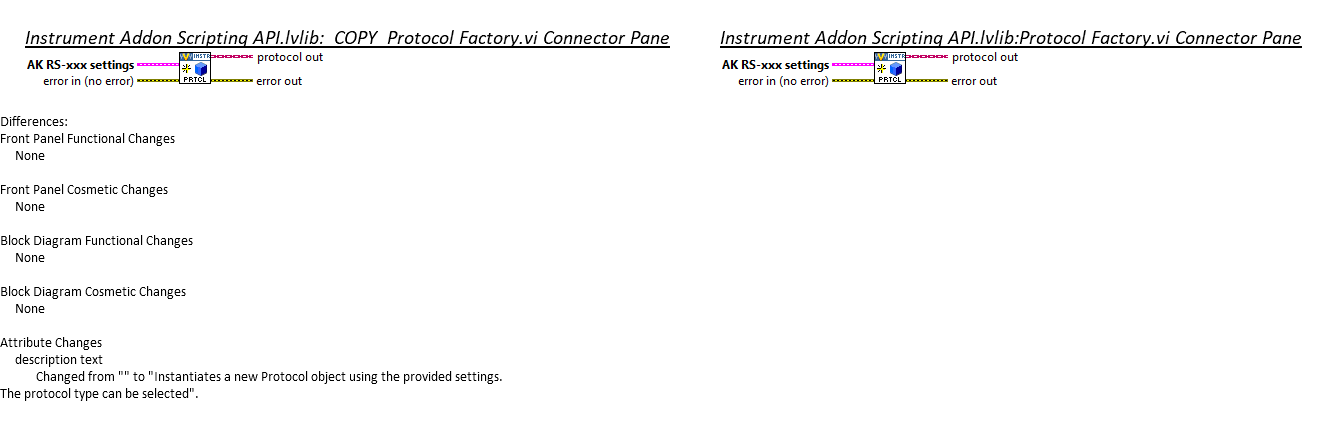 Instrument Addon Scripting API.lvlib:_COPY_Protocol Factory.vi Connector Pane
INSTR
protocol out
AK RS-xxx settings
error in (no error)
PRTCL
error out
Instrument Addon Scripting API.lvlib:Protocol Factory.vi Connector Pane
INSTR
protocol out
AK RS-xxx settings
error in (no error)
PRTCL
error out
Differences:
Front Panel Functional Changes
None
Front Panel Cosmetic Changes
None
Block Diagram Functional Changes
None
Block Diagram Cosmetic Changes
None
Attribute Changes
description text
Changed from "" to "Instantiates a new Protocol object using the provided settings.
The protocol type can be selected".